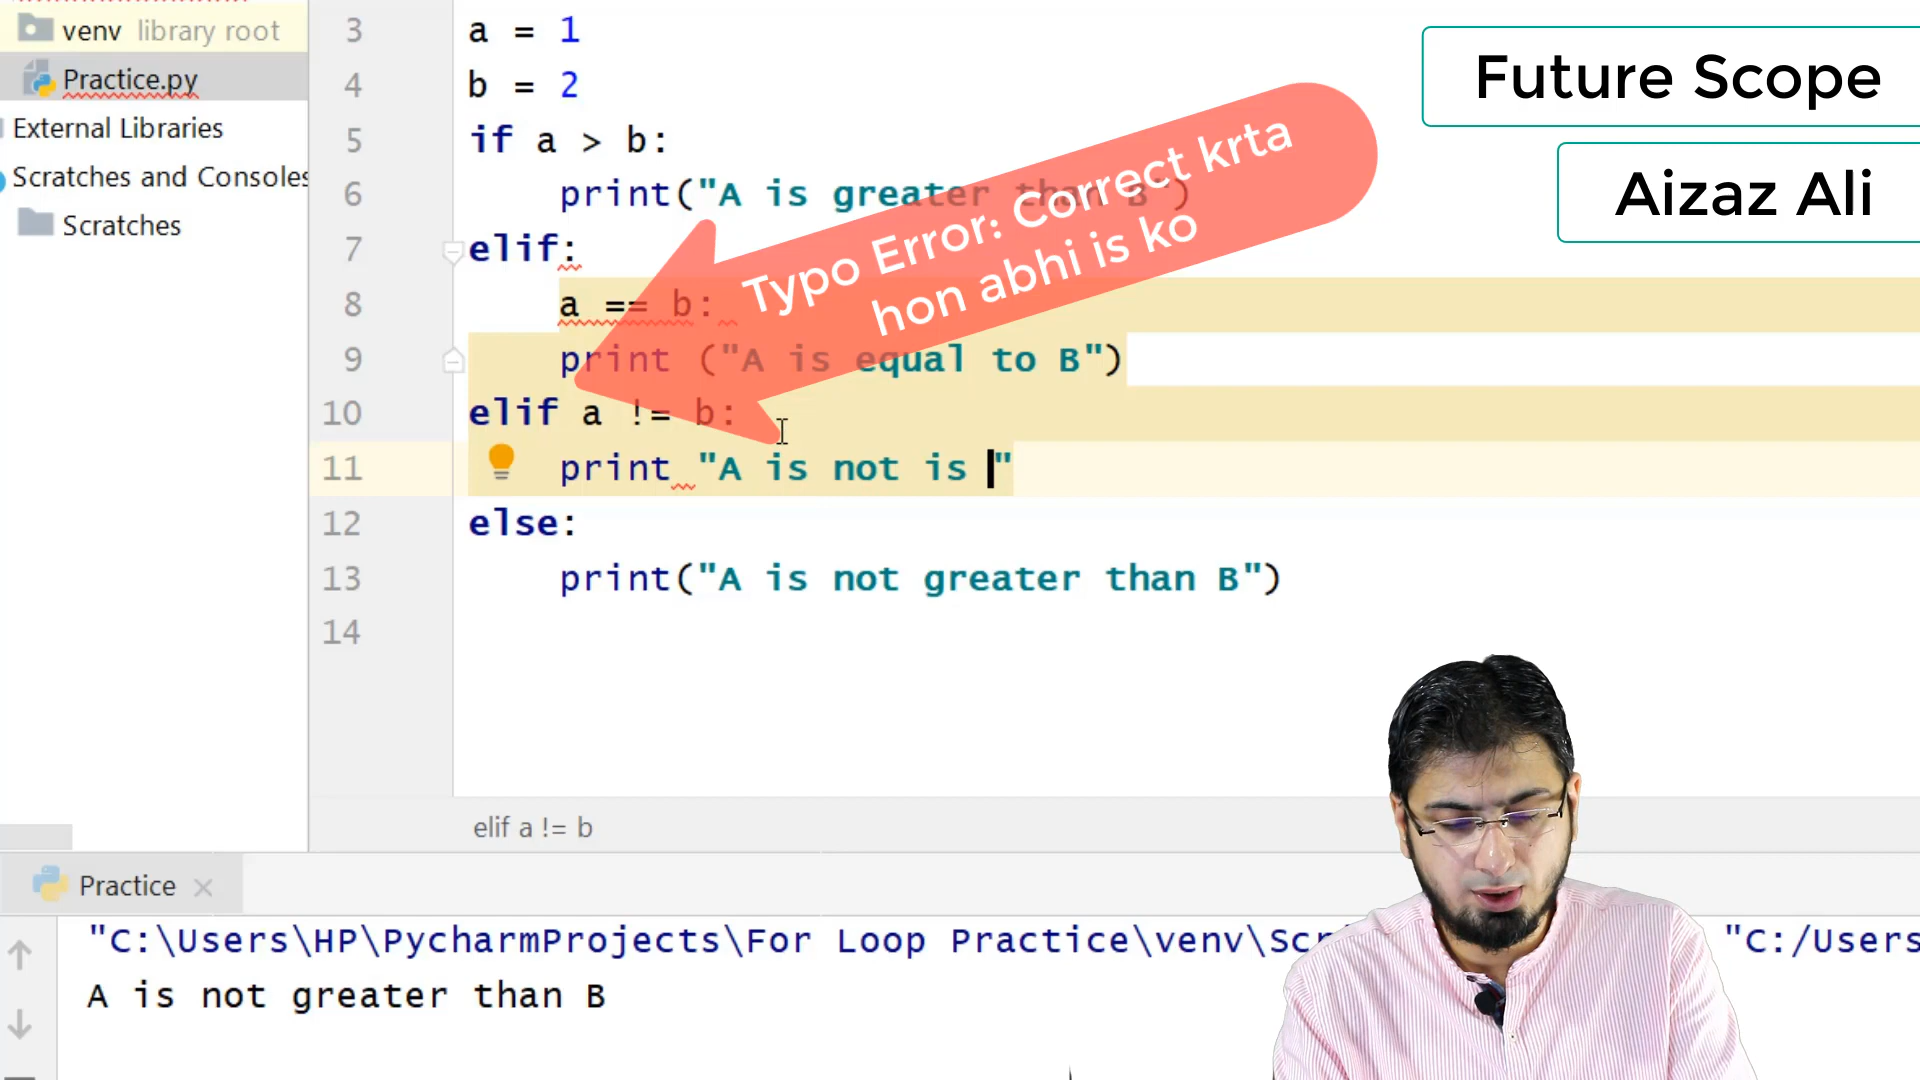 venv library root
Practice.py
External Libraries
Scratches and Consoles
Scratches
3 a = 1
4 b = 2
5 if a > b:
6 print("A is greater than B")
7 elif:
8 a == b:
9 print ("A is equal to B")
10 elif a != b:
11 print "A is not is "
12 else:
13 print("A is not greater than B")
14
Typo Error: Correct krta
hon abhi is ko
Future Scope
Aizaz Ali
elif a != b
Practice
"C:\Users\HP\PycharmProjects\For Loop Practice\venv\Scr "C:/Users
A is not greater than B